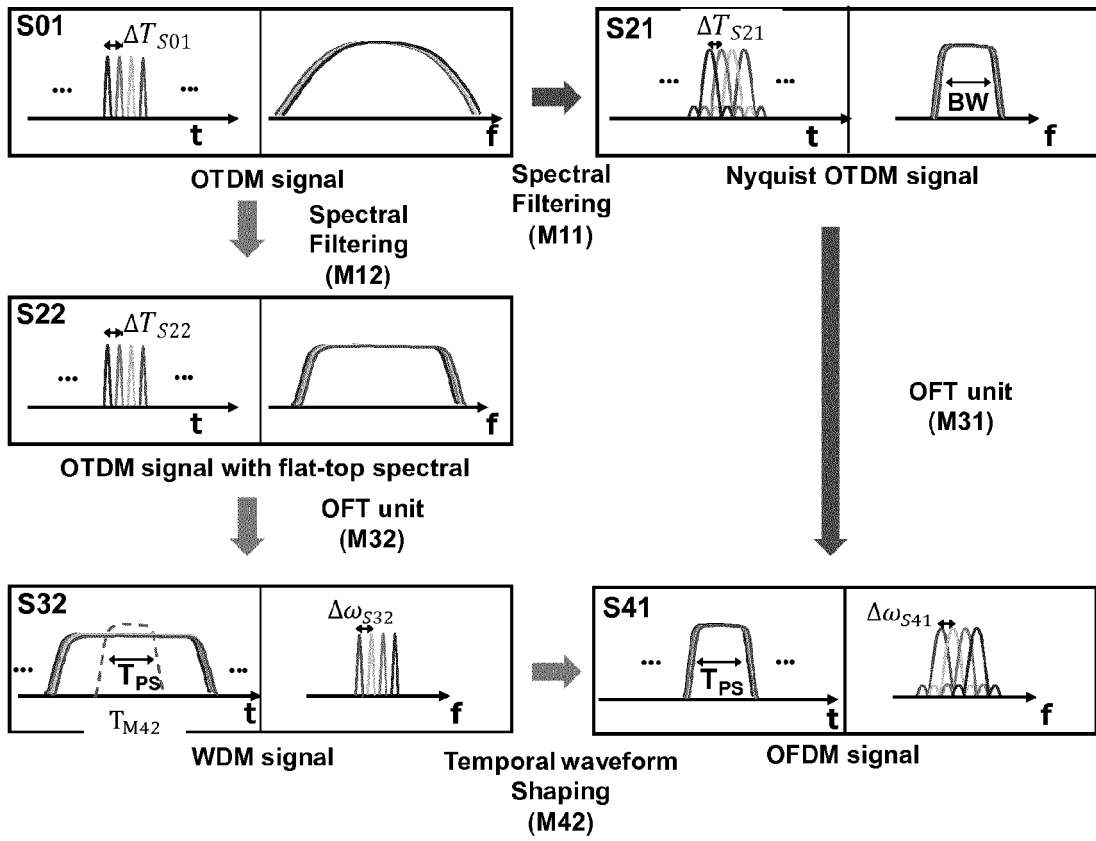 S01
ΔT_S01
...
...
t
f
OTDM signal
Spectral
Filtering
(M11)
S21
ΔT_S21
...
...
t
BW
f
Nyquist OTDM signal
Spectral
Filtering
(M12)
S22
ΔT_S22
...
...
t
f
OTDM signal with flat-top spectral
OFT unit
(M31)
OFT unit
(M32)
S32
...
T_PS
...
t
T_M42
Δω_S32
f
WDM signal
Temporal waveform
Shaping
(M42)
S41
...
T_PS
...
t
Δω_S41
f
OFDM signal